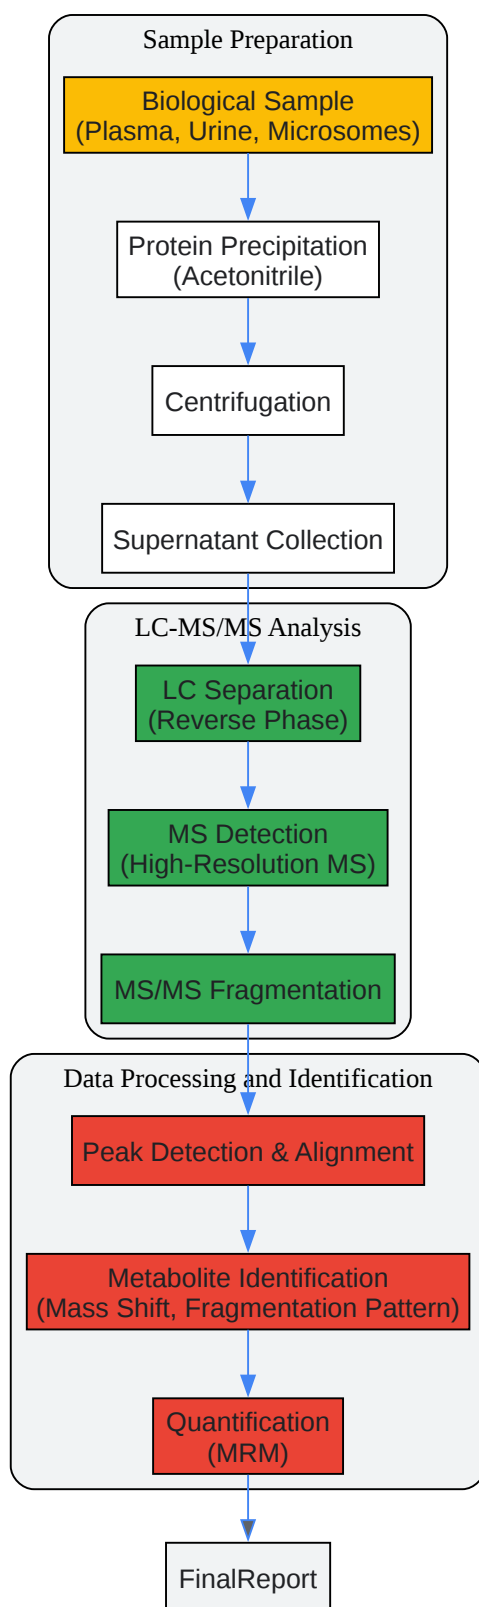 Sample Preparation
Biological Sample
(Plasma, Urine, Microsomes)
Protein Precipitation
(Acetonitrile)
Centrifugation
Supernatant Collection
LC-MS/MS Analysis
LC Separation
(Reverse Phase)
MS Detection
(High-Resolution MS)
MS/MS Fragmentation
Data Processing and Identification
Peak Detection & Alignment
Metabolite Identification
(Mass Shift, Fragmentation Pattern)
Quantification
(MRM)
FinalReport